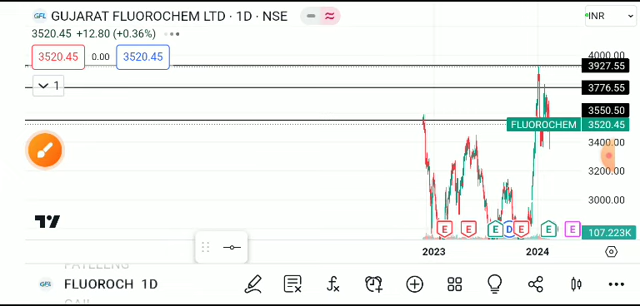 GFL GUJARAT FLUOROCHEM LTD · 1D · NSE
INR
3520.45 +12.80 (+0.36%)
3520.45 0.00 3520.45
1
4000.00
3927.55
3776.55
3550.50
FLUOROCHEM 3520.45
3400.00
3200.00
3000.00
E E E D E E E
107.223K
2023 2024
GFL FLUOROCH 1D